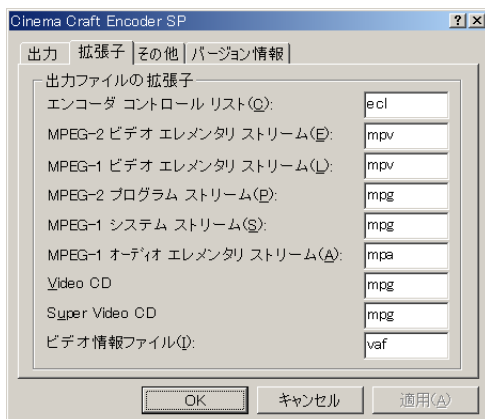 Cinema Craft Encoder SP
出力 拡張子 その他 バージョン情報
出力ファイルの拡張子
エンコーダ コントロール リスト(C): ecl
MPEG-2 ビデオ エレメンタリ ストリーム(E): mpv
MPEG-1 ビデオ エレメンタリ ストリーム(L): mpv
MPEG-2 プログラム ストリーム(P): mpg
MPEG-1 システム ストリーム(S): mpg
MPEG-1 オーディオ エレメンタリ ストリーム(A): mpa
Video CD mpg
Super Video CD mpg
ビデオ情報ファイル(I): vaf
OK キャンセル 適用(A)